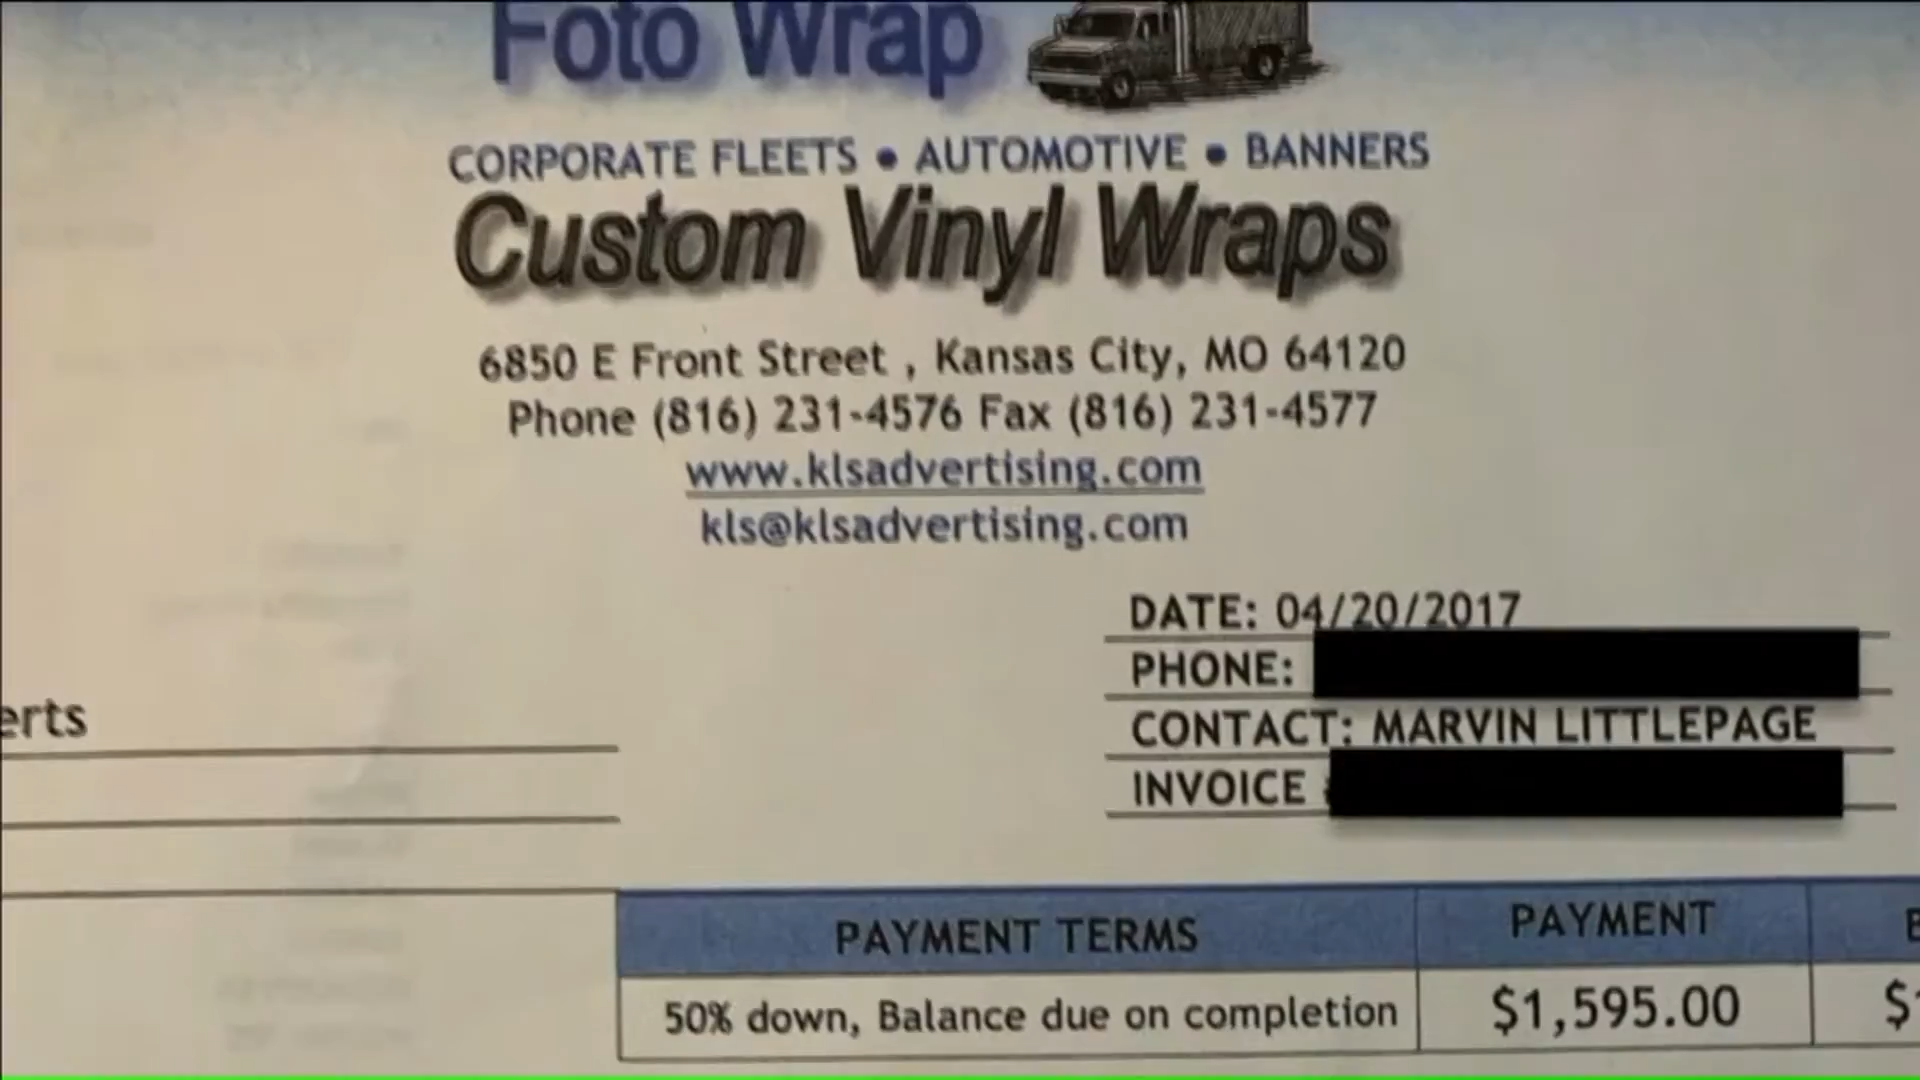 Foto Wrap
CORPORATE FLEETS • AUTOMOTIVE • BANNERS
Custom Vinyl Wraps
6850 E Front Street , Kansas City, MO 64120
Phone (816) 231-4576 Fax (816) 231-4577
www.klsadvertising.com
kls@klsadvertising.com
DATE: 04/20/2017
PHONE:
erts
CONTACT: MARVIN LITTLEPAGE
INVOICE
PAYMENT TERMS PAYMENT
50% down, Balance due on completion $1,595.00